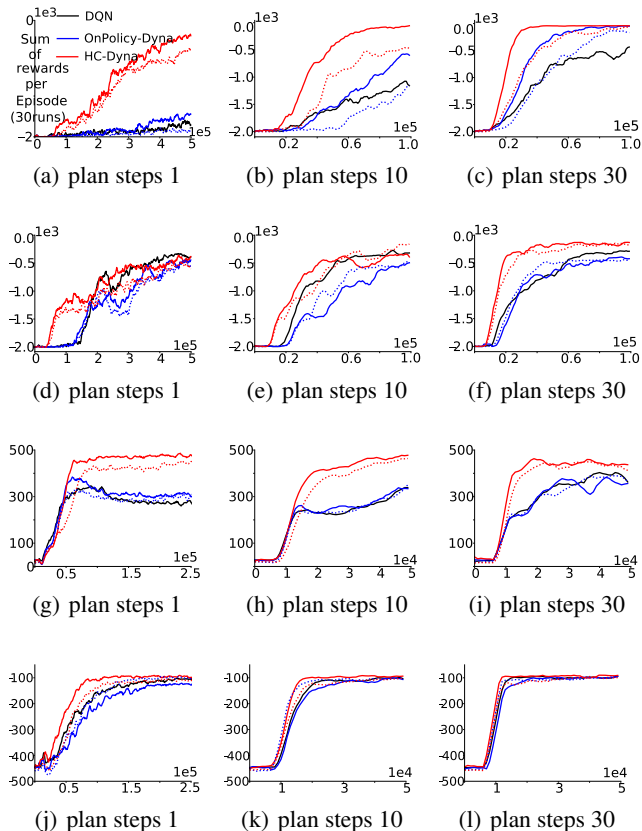 1e3
Sum
of
rewards
per
Episode
(30runs)
DQN
OnPolicy-Dyna
HC-Dyna
−2
0 1 2 3 4 5
1e5
(a) plan steps 1
1e3
0.0
−0.5
−1.0
−1.5
−2.0
0.2 0.6 1.0
1e5
(b) plan steps 10
1e3
0.0
−0.5
−1.0
−1.5
−2.0
0.2 0.6 1.0
1e5
(c) plan steps 30
1e3
0.0
−0.5
−1.0
−1.5
−2.0
0 1 2 3 4 5
1e5
(d) plan steps 1
1e3
0.0
−0.5
−1.0
−1.5
−2.0
0.2 0.6 1.0
1e5
(e) plan steps 10
1e3
0.0
−0.5
−1.0
−1.5
−2.0
0.2 0.6 1.0
1e5
(f) plan steps 30
500
300
100
0
0.5 1.5 2.5
1e5
(g) plan steps 1
500
300
100
0 1 2 3 4 5
1e4
(h) plan steps 10
500
300
100
0 1 2 3 4 5
1e4
(i) plan steps 30
−100
−200
−300
−400
−500
0.5 1.5 2.5
1e5
(j) plan steps 1
−100
−200
−300
−400
−500
1 3 5
1e4
(k) plan steps 10
−100
−200
−300
−400
−500
1 3 5
1e4
(l) plan steps 30